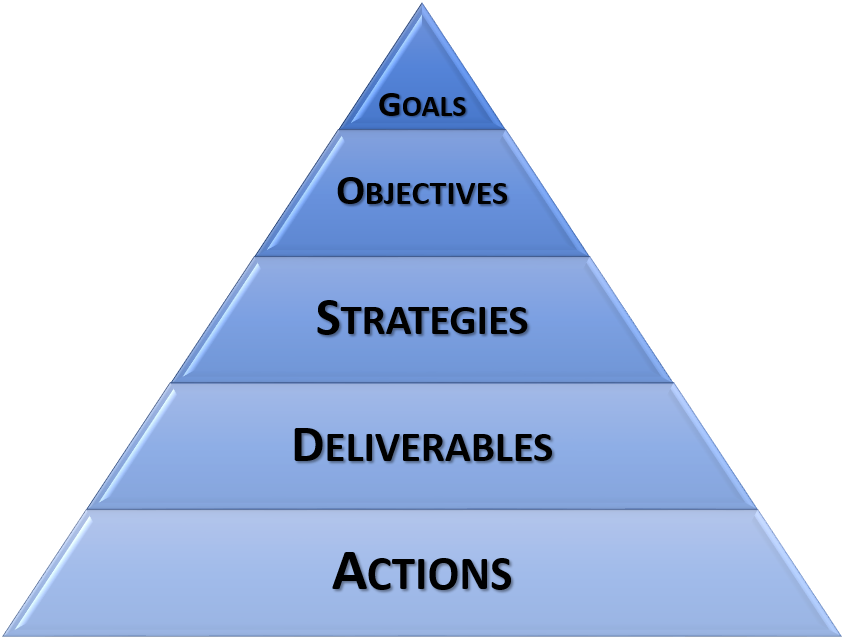 GOALS
OBJECTIVES
STRATEGIES
DELIVERABLES
ACTIONS